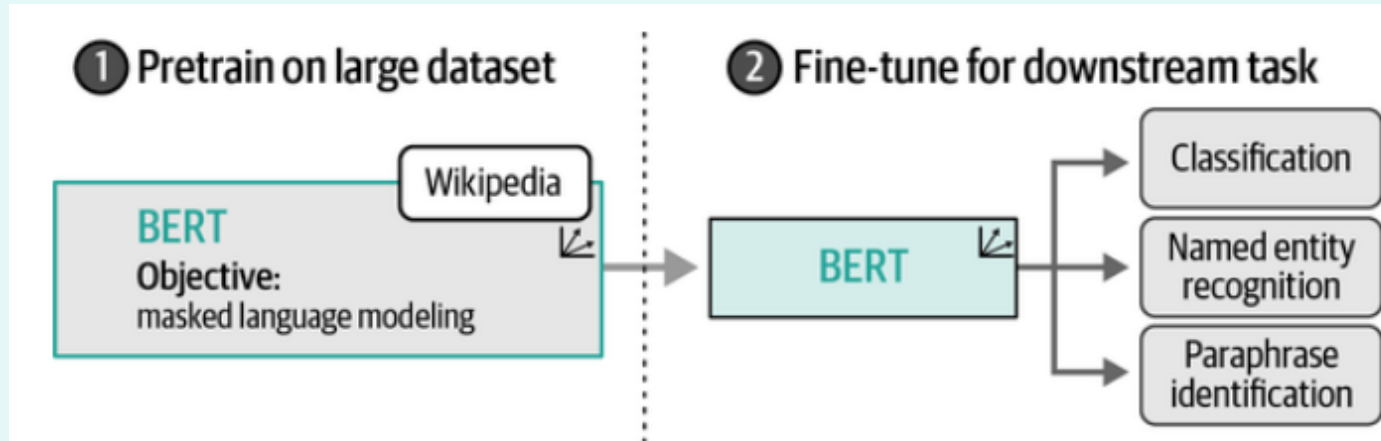 1 Pretrain on large dataset
Wikipedia
BERT
Objective:
masked language modeling
2 Fine-tune for downstream task
BERT
Classification
Named entity
recognition
Paraphrase
identification